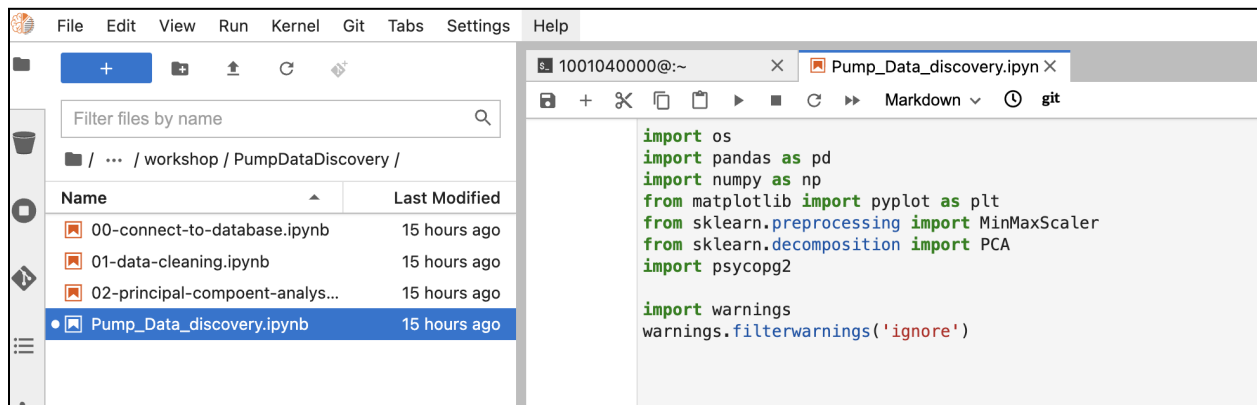 File Edit View Run Kernel Git Tabs Settings Help
+
Filter files by name
/ ··· / workshop / PumpDataDiscovery /
Name Last Modified
00-connect-to-database.ipynb 15 hours ago
01-data-cleaning.ipynb 15 hours ago
02-principal-compoent-analys... 15 hours ago
Pump_Data_discovery.ipynb 15 hours ago
$_ 1001040000@:~ × Pump_Data_discovery.ipyn ×
+ Markdown git
import os
import pandas as pd
import numpy as np
from matplotlib import pyplot as plt
from sklearn.preprocessing import MinMaxScaler
from sklearn.decomposition import PCA
import psycopg2
import warnings
warnings.filterwarnings('ignore')